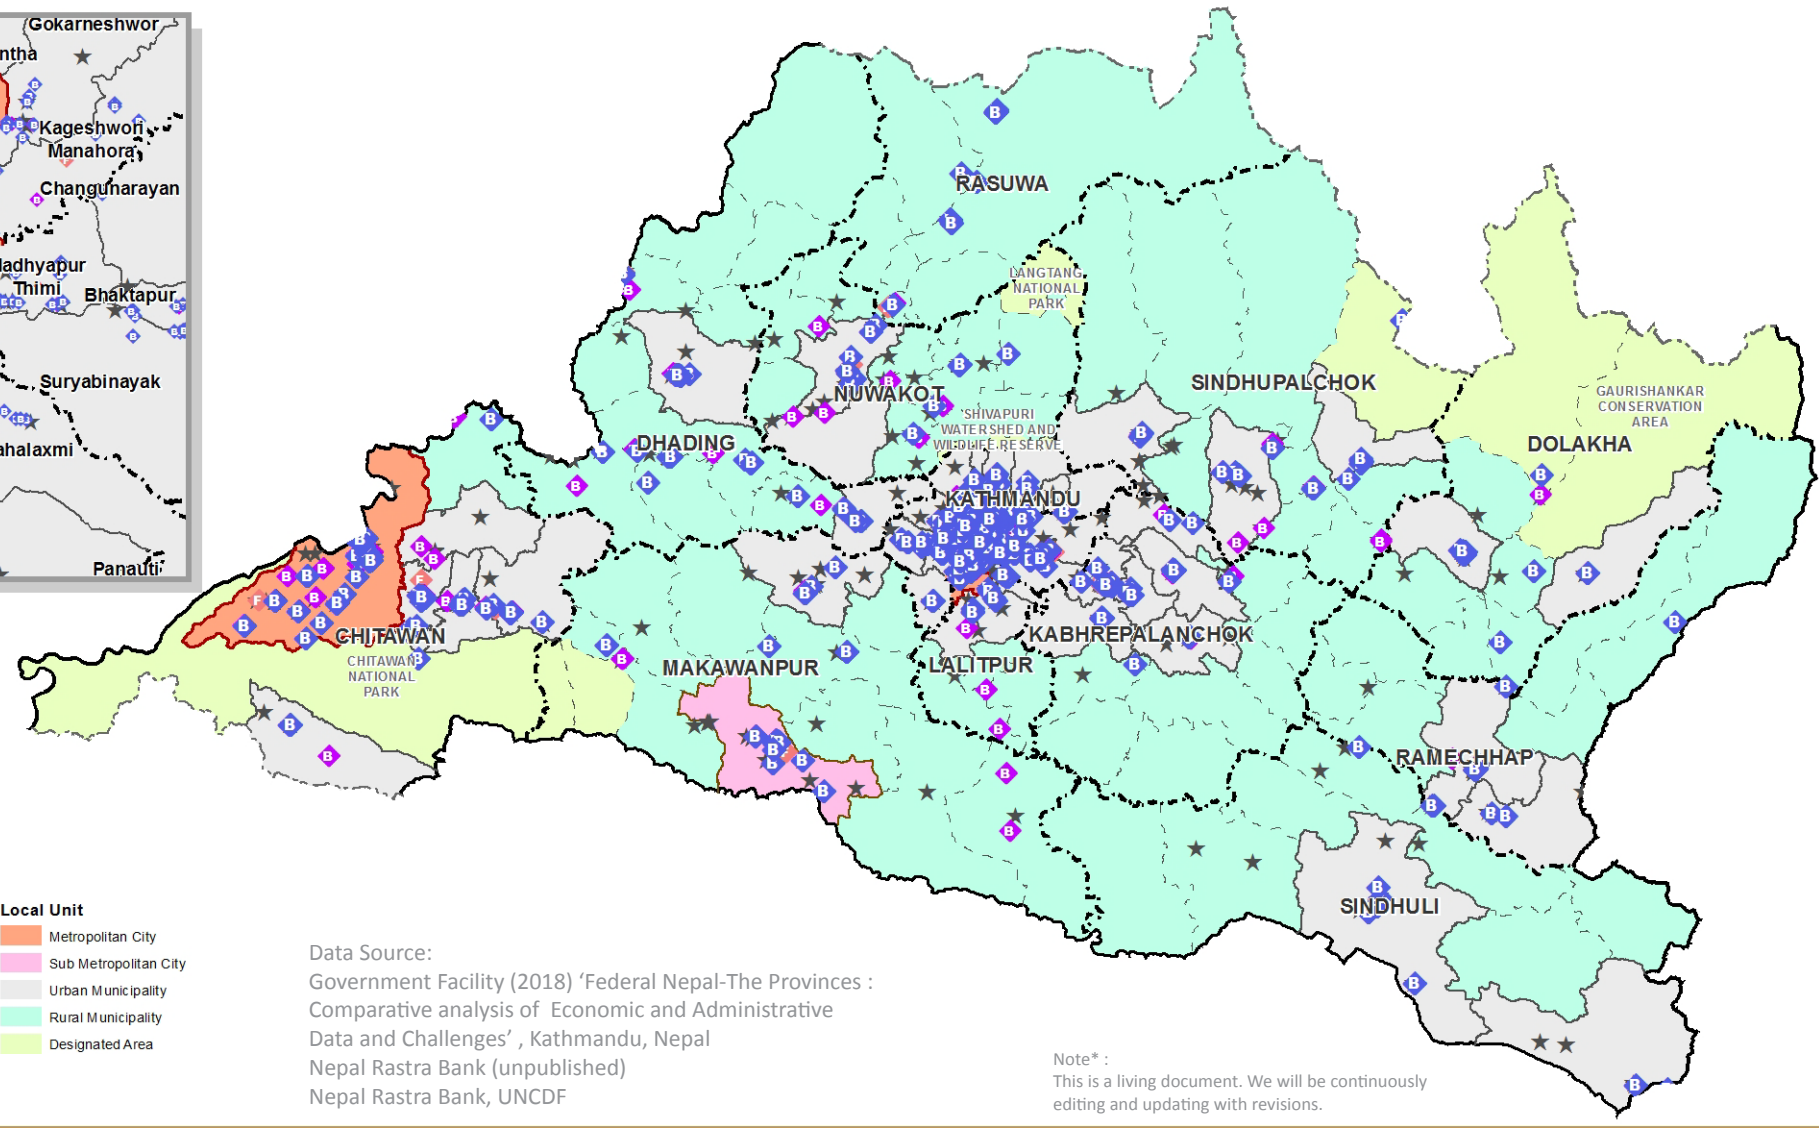 Gokarneshwor
ntha
Kageshwori
Manahora
Changunarayan
adhyapur
Thimi
Bhaktapur
Suryabinayak
ahalaxmi
Panauti
RASUWA
LANGTANG
NATIONAL
PARK
SINDHUPALCHOK
NUWAKOT
SHIVAPURI
WATERSHED AND
WILDLIFE RESERVE
GAURISHANKAR
CONSERVATION
AREA
DHADING
DOLAKHA
KATHMANDU
CHITAWAN
CHITAWAN
NATIONAL
PARK
MAKAWANPUR
LALITPUR
KABHREPALANCHOK
RAMECHHAP
SINDHULI
Local Unit
Metropolitan City
Sub Metropolitan City
Urban Municipality
Rural Municipality
Designated Area
Data Source:
Government Facility (2018) ‘Federal Nepal-The Provinces :
Comparative analysis of Economic and Administrative
Data and Challenges’ , Kathmandu, Nepal
Nepal Rastra Bank (unpublished)
Nepal Rastra Bank, UNCDF
Note* :
This is a living document. We will be continuously
editing and updating with revisions.